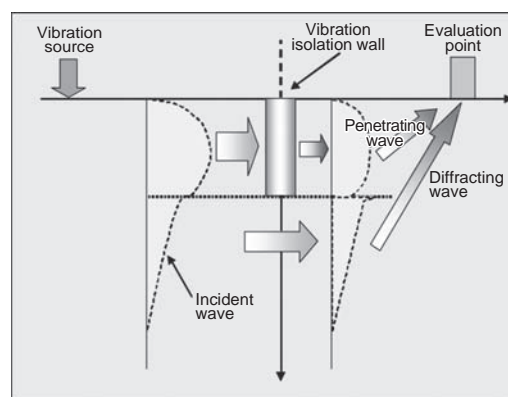 Vibration
source
Vibration
isolation wall
Evaluation
point
Penetrating
wave
Diffracting
wave
Incident
wave